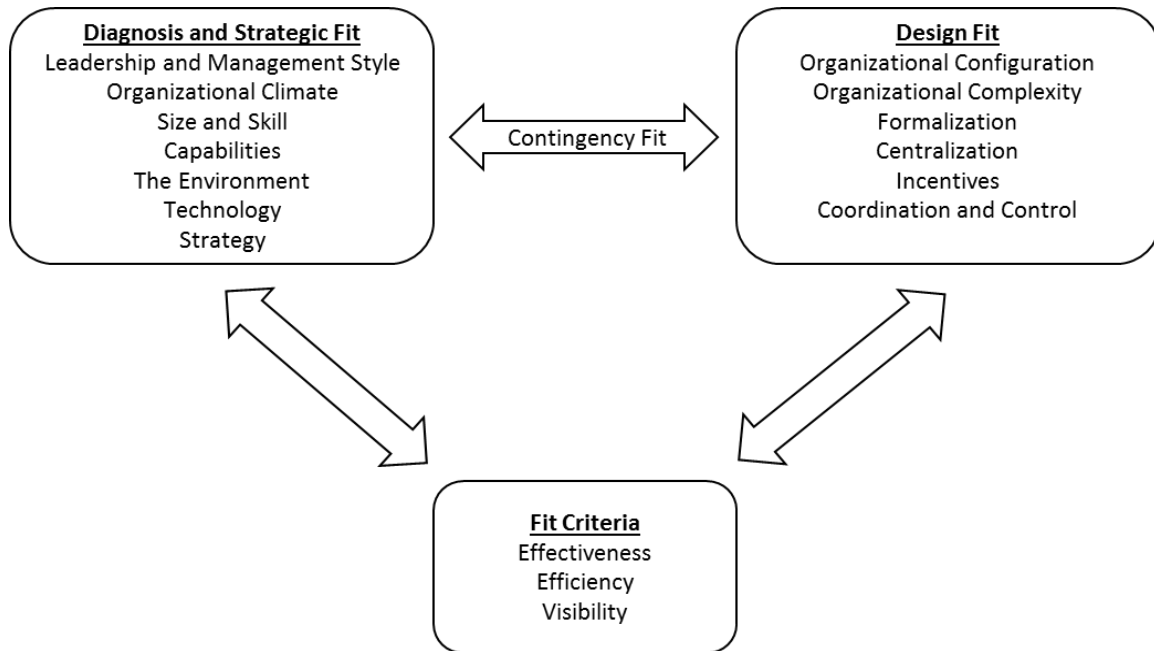 Diagnosis and Strategic Fit
Leadership and Management Style
Organizational Climate
Size and Skill
Capabilities
The Environment
Technology
Strategy
Contingency Fit
Design Fit
Organizational Configuration
Organizational Complexity
Formalization
Centralization
Incentives
Coordination and Control
Fit Criteria
Effectiveness
Efficiency
Visibility